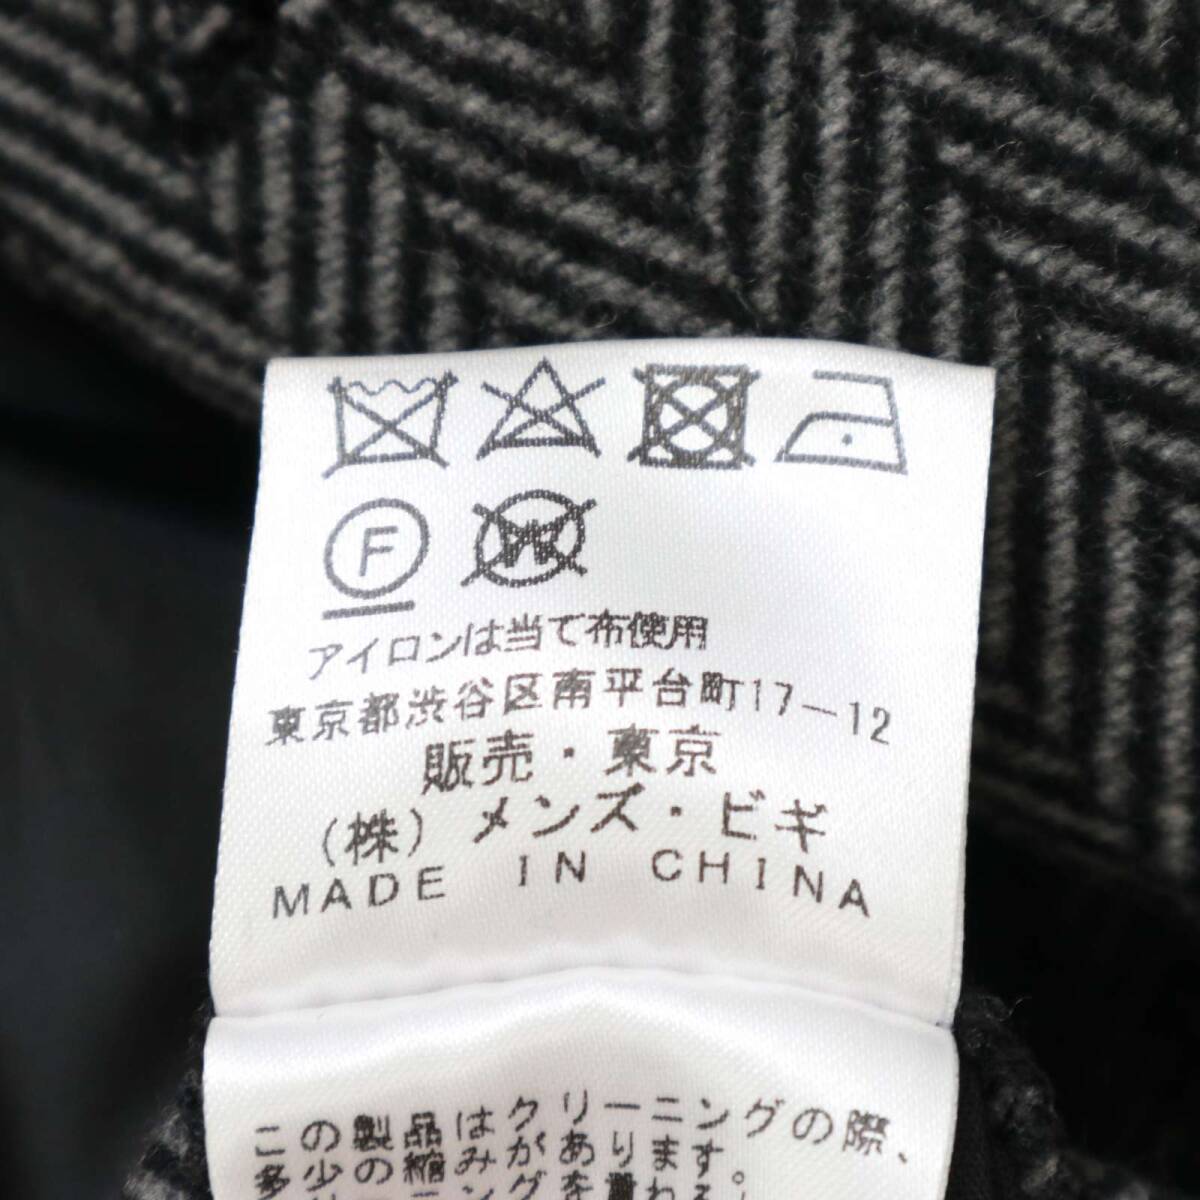 F
W
アイロンは当て布使用
東京都渋谷区南平台町17-12
販売・東京
(株)メンズ・ビギ
MADE IN CHINA
この製品はクリーニングの際、
多少の縮みがあります。